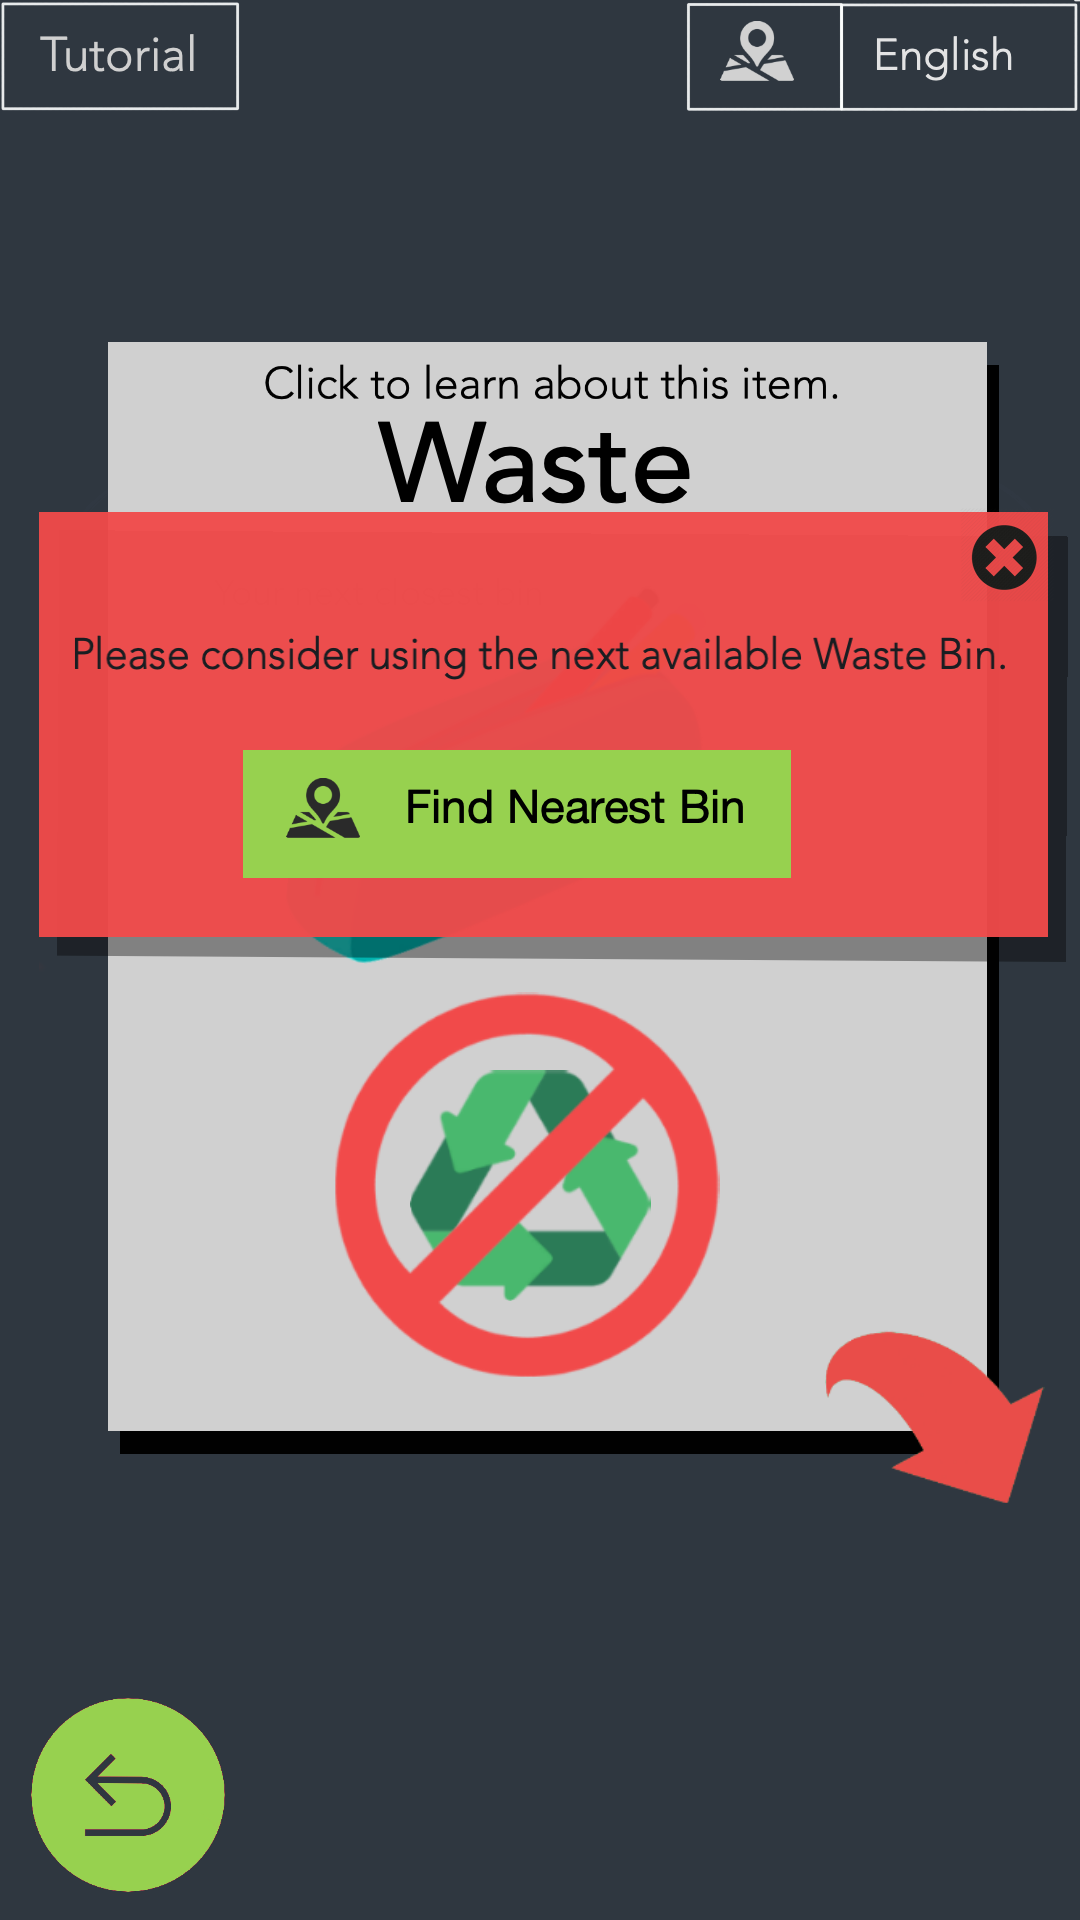 Tutorial
English
Click to learn about this item.
Waste
Please consider using the next available Waste Bin.
Find Nearest Bin